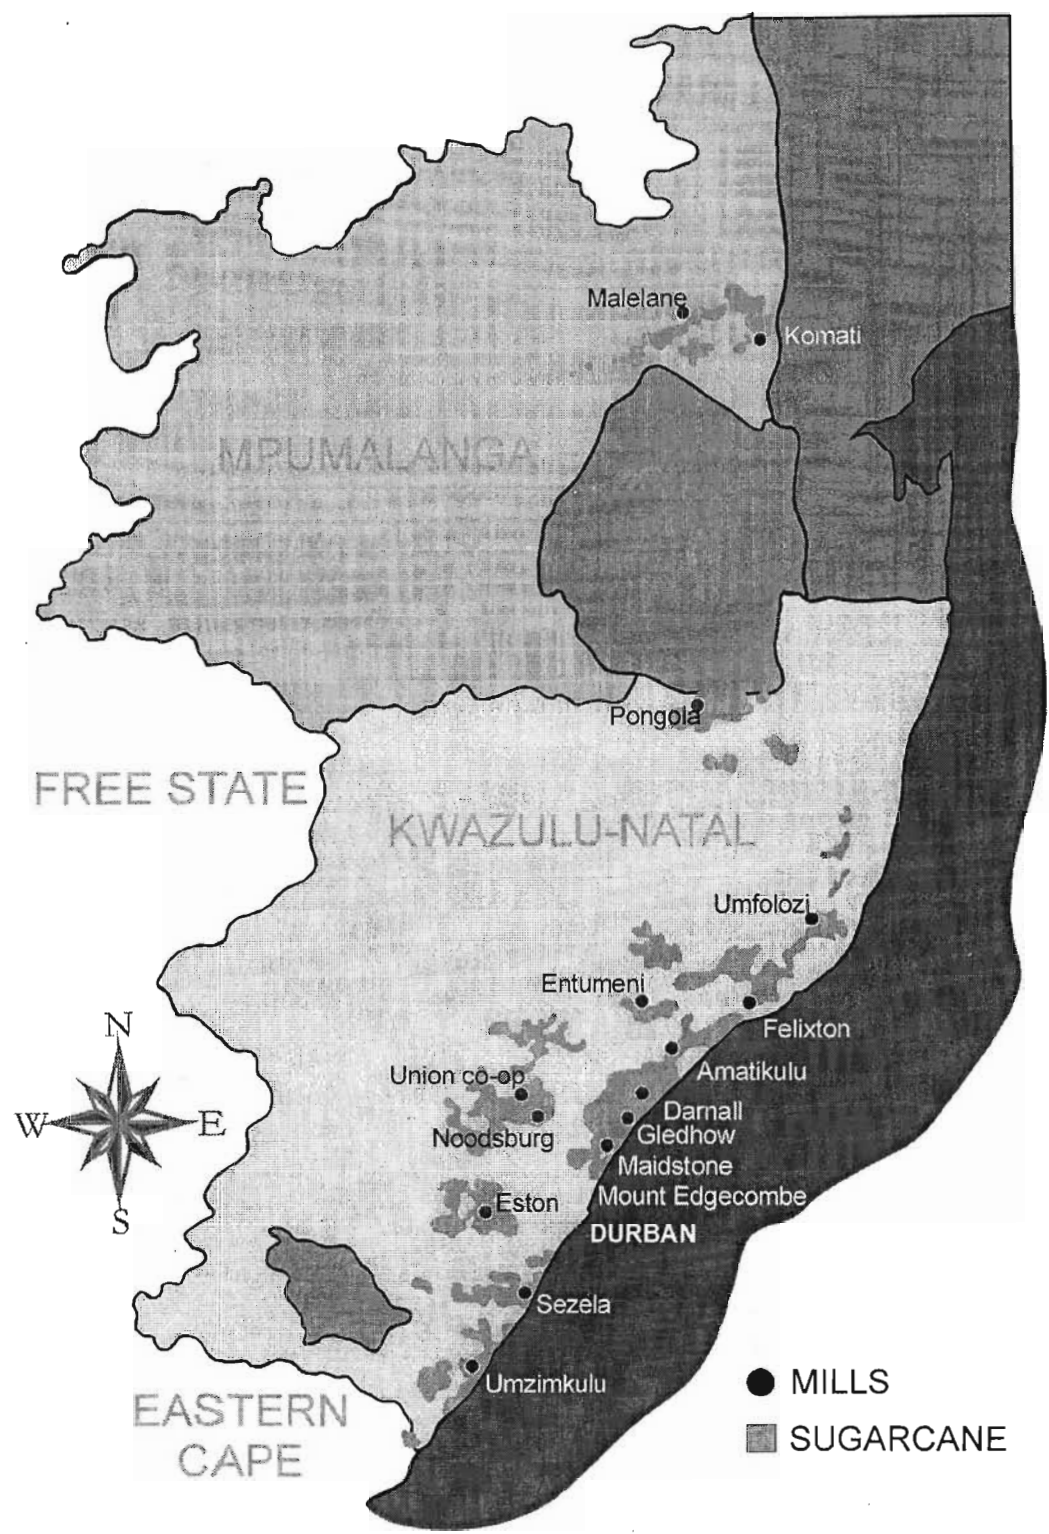 Malelane
Komati
MPUMALANGA
Pongola
FREE STATE
KWAZULU-NATAL
Umfolozi
Entumeni
Felixton
N
Amatikulu
Union co-op
Darnall
W
E
Noodsburg
Gledhow
Maidstone
Mount Edgecombe
Eston
S
DURBAN
Sezela
Umzimkulu
MILLS
EASTERN
CAPE
SUGARCANE